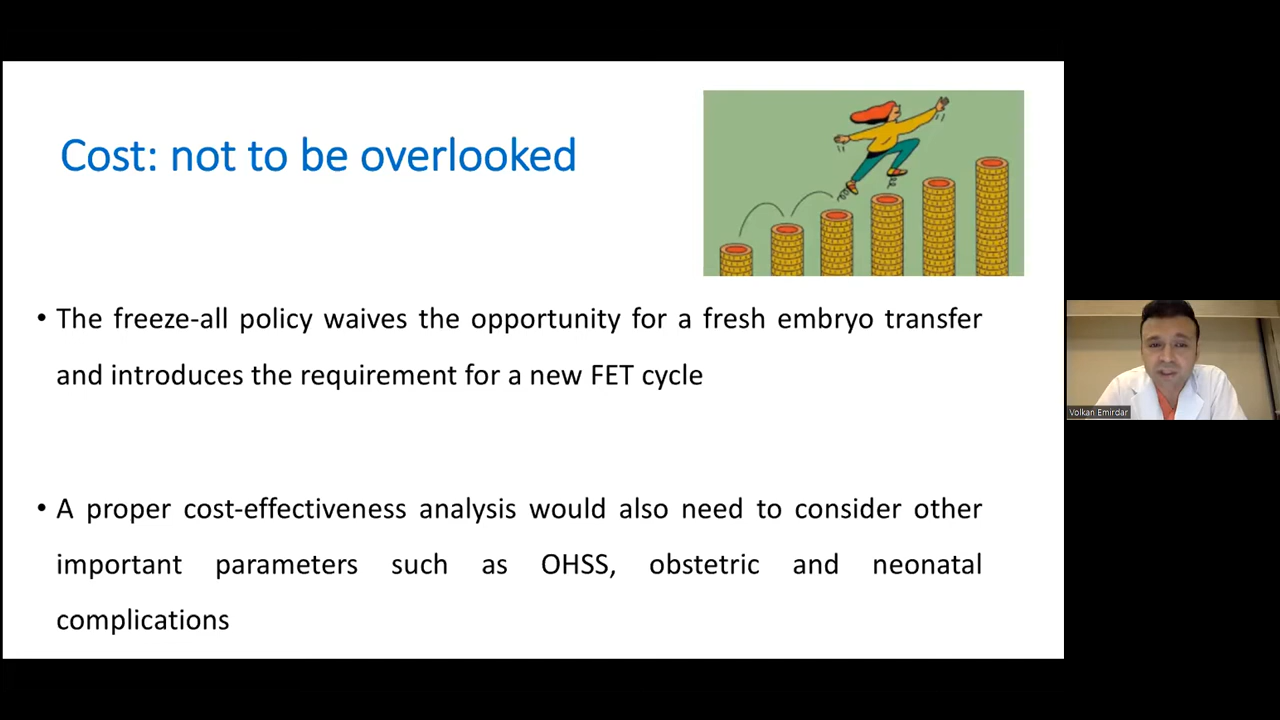 Cost: not to be overlooked
• The freeze-all policy waives the opportunity for a fresh embryo transfer
and introduces the requirement for a new FET cycle
• A proper cost-effectiveness analysis would also need to consider other
important parameters such as OHSS, obstetric and neonatal
complications
Volkan Emirdar